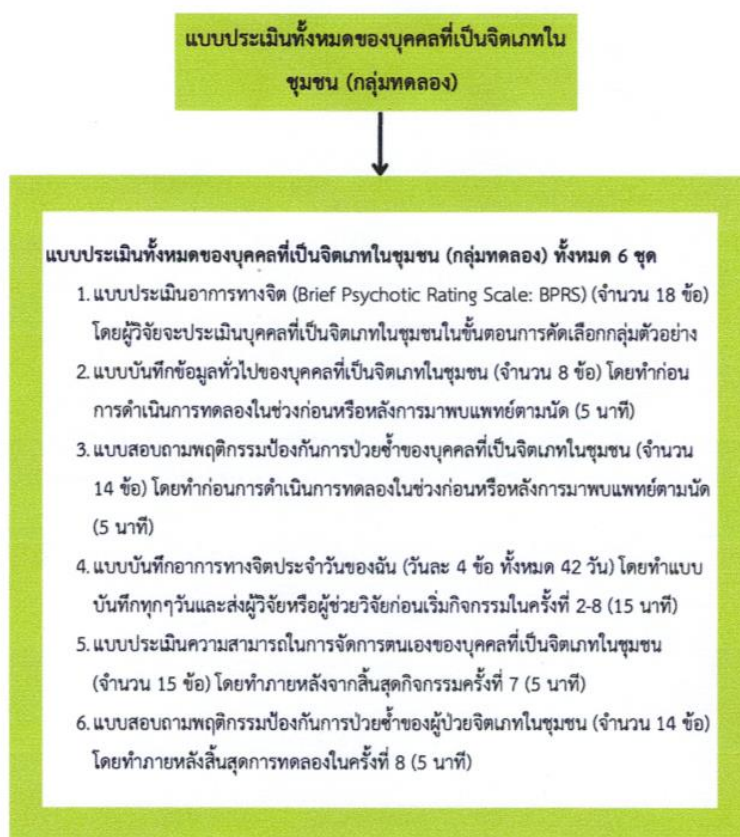 แบบประเมินทั้งหมดของบุคคลที่เป็นจิตเภทใน
ชุมชน (กลุ่มทดลอง)
แบบประเมินทั้งหมดของบุคคลที่เป็นจิตเภทในชุมชน (กลุ่มทดลอง) ทั้งหมด 6 ชุด
1. แบบประเมินอาการทางจิต (Brief Psychotic Rating Scale: BPRS) (จำนวน 18 ข้อ)
โดยผู้วิจัยจะประเมินบุคคลที่เป็นจิตเภทในชุมชนในขั้นตอนการคัดเลือกกลุ่มตัวอย่าง
2. แบบบันทึกข้อมูลทั่วไปของบุคคลที่เป็นจิตเภทในชุมชน (จำนวน 8 ข้อ) โดยทำก่อน
การดำเนินการทดลองในช่วงก่อนหรือหลังการมาพบแพทย์ตามนัด (5 นาที)
3. แบบสอบถามพฤติกรรมป้องกันการป่วยซ้ำของบุคคลที่เป็นจิตเภทในชุมชน (จำนวน
14 ข้อ) โดยทำก่อนการดำเนินการทดลองในช่วงก่อนหรือหลังการมาพบแพทย์ตามนัด
(5 นาที)
4. แบบบันทึกอาการทางจิตประจำวันของฉัน (วันละ 4 ข้อ ทั้งหมด 42 วัน) โดยทำแบบ
บันทึกทุกๆวันและส่งผู้วิจัยหรือผู้ช่วยวิจัยก่อนเริ่มกิจกรรมในครั้งที่ 2-8 (15 นาที)
5. แบบประเมินความสามารถในการจัดการตนเองของบุคคลที่เป็นจิตเภทในชุมชน
(จำนวน 15 ข้อ) โดยทำภายหลังจากสิ้นสุดกิจกรรมครั้งที่ 7 (5 นาที)
6. แบบสอบถามพฤติกรรมป้องกันการป่วยซ้ำของผู้ป่วยจิตเภทในชุมชน (จำนวน 14 ข้อ)
โดยทำภายหลังสิ้นสุดการทดลองในครั้งที่ 8 (5 นาที)